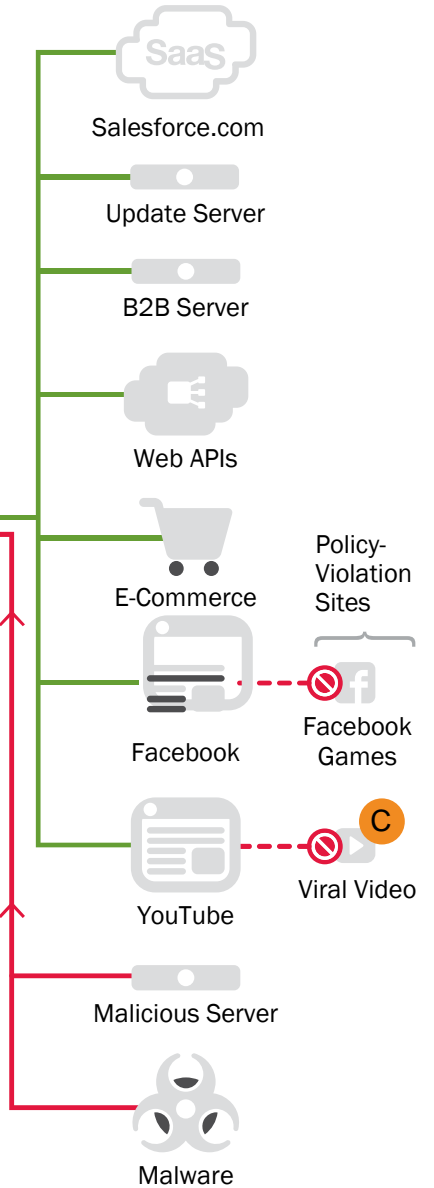 SaaS
Salesforce.com
Update Server
B2B Server
Web APIs
E-Commerce
Policy-
Violation
Sites
Facebook
f
Facebook
Games
YouTube
C
Viral Video
Malicious Server
Malware